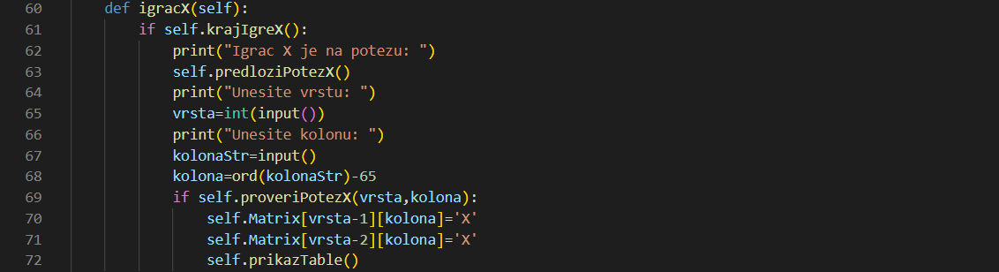 60 def igracX(self):
61 if self.krajIgreX():
62 print("Igrac X je na potezu: ")
63 self.predloziPotezX()
64 print("Unesite vrstu: ")
65 vrsta=int(input())
66 print("Unesite kolonu: ")
67 kolonaStr=input()
68 kolona=ord(kolonaStr)-65
69 if self.proveriPotezX(vrsta,kolona):
70 self.Matrix[vrsta-1][kolona]='X'
71 self.Matrix[vrsta-2][kolona]='X'
72 self.prikazTable()